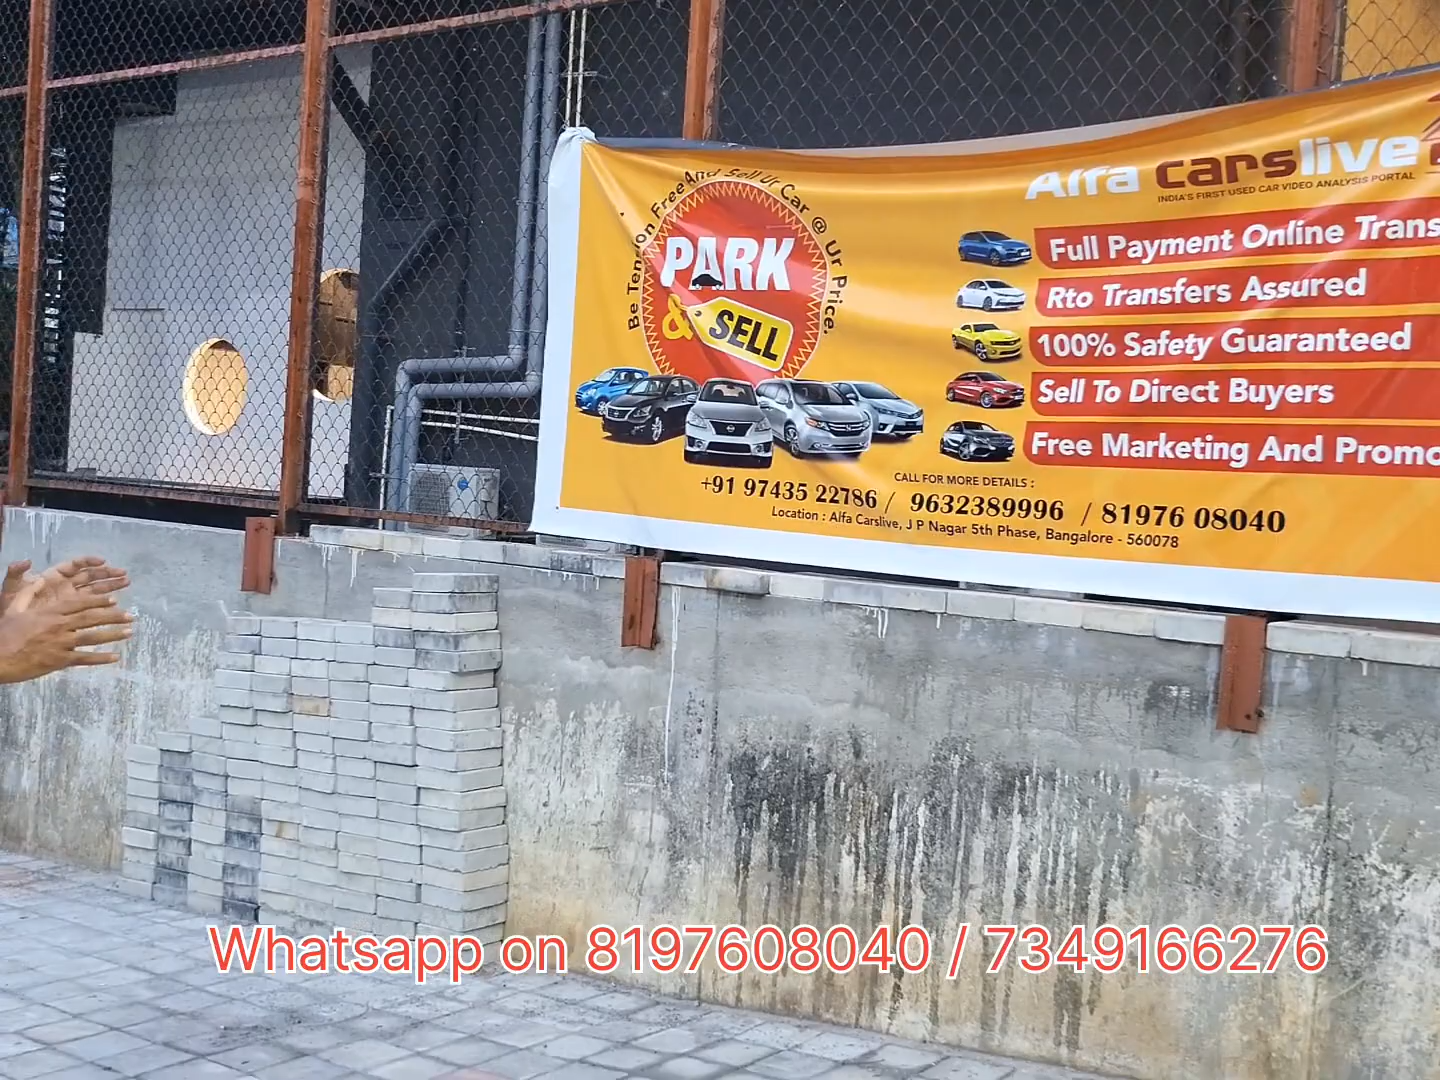 Be Tension Free And Sell Ur Car @ Ur Price.
PARK
& SELL
Alfa carslive
INDIA'S FIRST USED CAR VIDEO ANALYSIS PORTAL
Full Payment Online
Rto Transfers Assured
100% Safety Guaranteed
Sell To Direct Buyers
Free Marketing And
CALL FOR MORE DETAILS :
+91 97435 22786 / 9632389996 / 81976 08040
Location : Alfa Carslive, J P Nagar 5th Phase, Bangalore - 560078
Whatsapp on 8197608040 / 7349166276